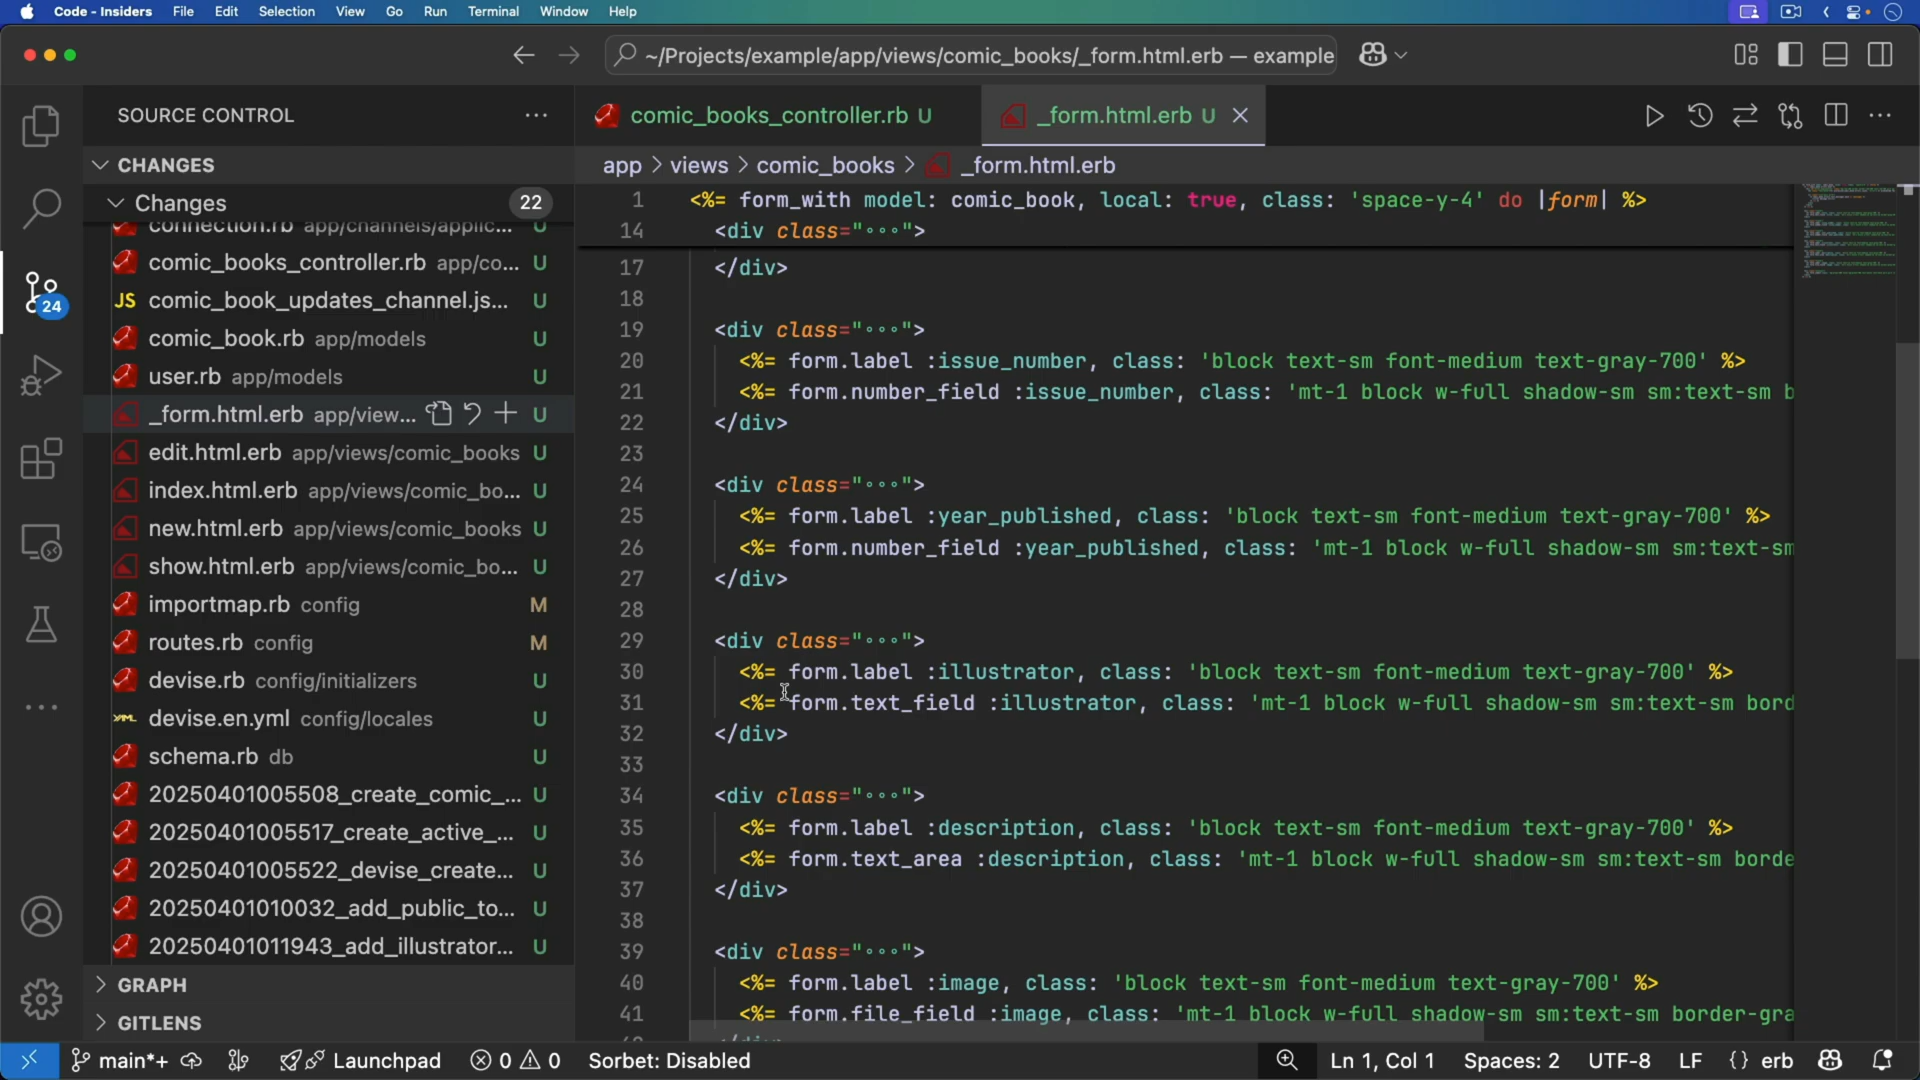 Code - Insiders File Edit Selection View Go Run Terminal Window Help
~/Projects/example/app/views/comic_books/_form.html.erb — example
SOURCE CONTROL
CHANGES
Changes 22
connection.rb app/channels/applic... U
comic_books_controller.rb app/co... U
JS comic_book_updates_channel.js... U
comic_book.rb app/models U
user.rb app/models U
_form.html.erb app/view... U
edit.html.erb app/views/comic_books U
index.html.erb app/views/comic_bo... U
new.html.erb app/views/comic_books U
show.html.erb app/views/comic_bo... U
importmap.rb config M
routes.rb config M
devise.rb config/initializers U
YAML devise.en.yml config/locales U
schema.rb db U
20250401005508_create_comic_... U
20250401005517_create_active_... U
20250401005522_devise_create... U
20250401010032_add_public_to... U
20250401011943_add_illustrator... U
GRAPH
GITLENS
24
comic_books_controller.rb U
_form.html.erb U
app > views > comic_books > _form.html.erb
1 <%= form_with model: comic_book, local: true, class: 'space-y-4' do |form| %>
14 <div class="···">
17 </div>
18
19 <div class="···">
20 <%= form.label :issue_number, class: 'block text-sm font-medium text-gray-700' %>
21 <%= form.number_field :issue_number, class: 'mt-1 block w-full shadow-sm sm:text-sm b
22 </div>
23
24 <div class="···">
25 <%= form.label :year_published, class: 'block text-sm font-medium text-gray-700' %>
26 <%= form.number_field :year_published, class: 'mt-1 block w-full shadow-sm sm:text-sm
27 </div>
28
29 <div class="···">
30 <%= form.label :illustrator, class: 'block text-sm font-medium text-gray-700' %>
31 <%= form.text_field :illustrator, class: 'mt-1 block w-full shadow-sm sm:text-sm bord
32 </div>
33
34 <div class="···">
35 <%= form.label :description, class: 'block text-sm font-medium text-gray-700' %>
36 <%= form.text_area :description, class: 'mt-1 block w-full shadow-sm sm:text-sm borde
37 </div>
38
39 <div class="···">
40 <%= form.label :image, class: 'block text-sm font-medium text-gray-700' %>
41 <%= form.file_field :image, class: 'mt-1 block w-full shadow-sm sm:text-sm border-gra
main*+ Launchpad 0 0 Sorbet: Disabled Ln 1, Col 1 Spaces: 2 UTF-8 LF {} erb